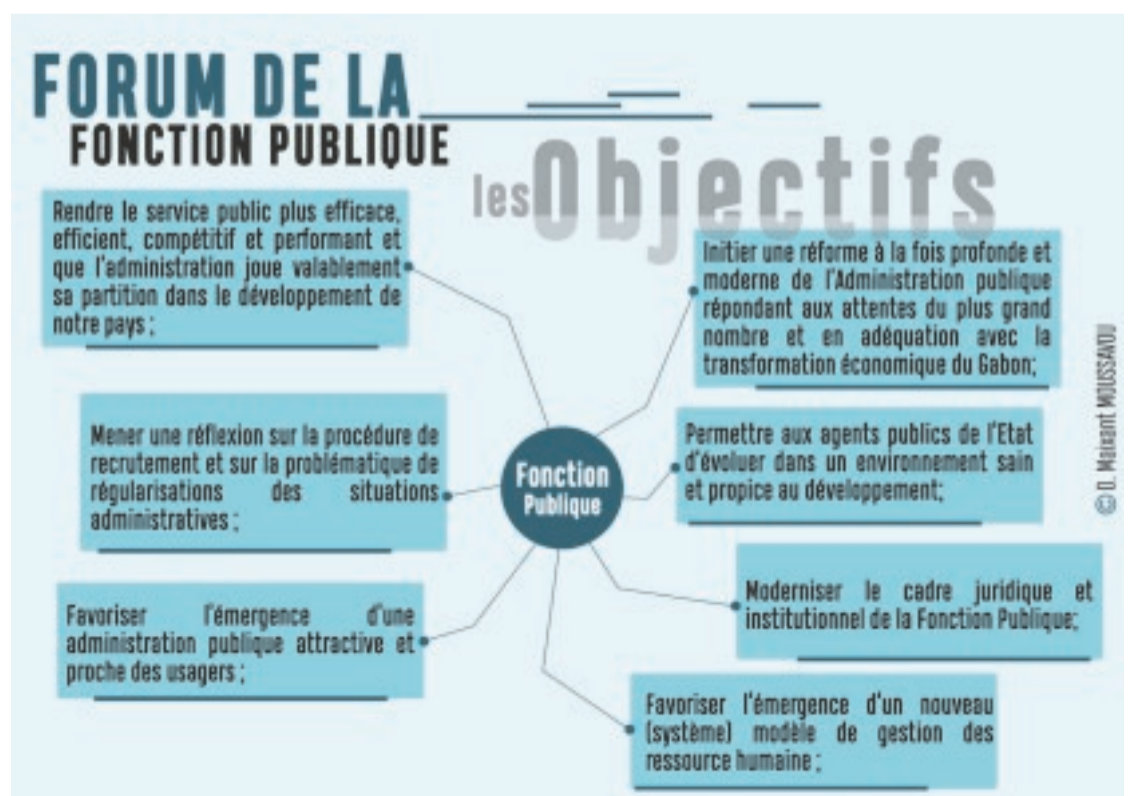 FORUM DE LA
FONCTION PUBLIQUE
les Objectifs
Rendre le service public plus efficace,
efficient, compétitif et performant et
que l'administration joue valablement
sa partition dans le développement de
notre pays ;
Mener une réflexion sur la procédure de
recrutement et sur la problématique de
régularisations des situations
administratives ;
Favoriser l'émergence d'une
administration publique attractive et
proche des usagers ;
Fonction
Publique
Initier une réforme à la fois profonde et
moderne de l'Administration publique
répondant aux attentes du plus grand
nombre et en adéquation avec la
transformation économique du Gabon;
Permettre aux agents publics de l'Etat
d'évoluer dans un environnement sain
et propice au développement;
Moderniser le cadre juridique et
institutionnel de la Fonction Publique;
Favoriser l'émergence d'un nouveau
(système) modèle de gestion des
ressource humaine ;
© D. Maixant MOUSSAVOU